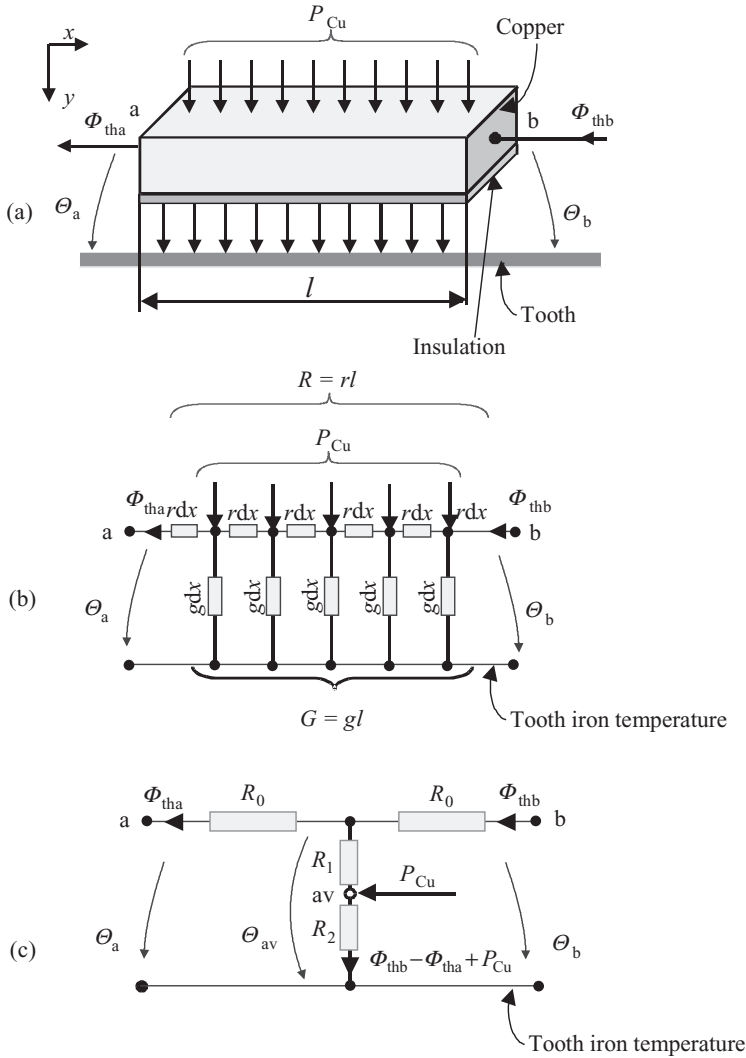 P_Cu
x
Copper
y
a
b
Φ_tha
Φ_thb
(a)
Θ_a
Θ_b
l
Tooth
Insulation
R = rl
P_Cu
Φ_tha
rdx
rdx
rdx
rdx
rdx
rdx
Φ_thb
a
b
gdx
gdx
gdx
gdx
gdx
(b)
Θ_a
Θ_b
G = gl
Tooth iron temperature
Φ_tha
R_0
R_0
Φ_thb
a
b
R_1
P_Cu
av
(c)
Θ_a
Θ_av
R_2
Φ_thb−Φ_tha+P_Cu
Θ_b
Tooth iron temperature